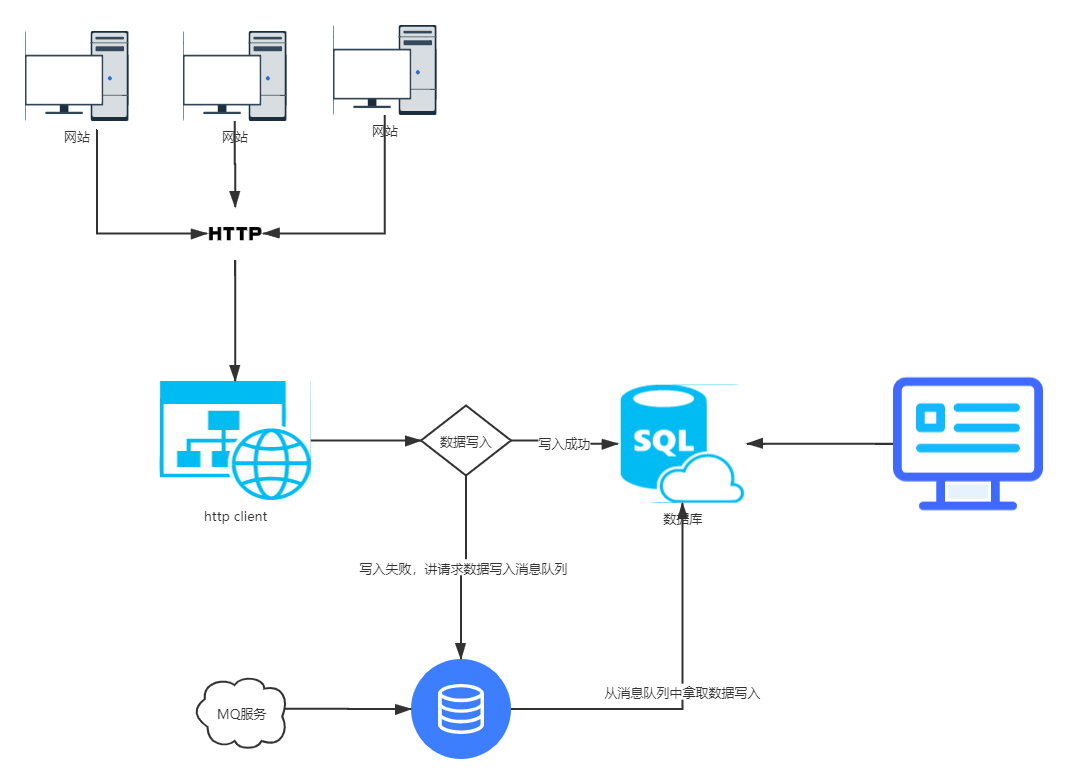 网站
网站
网站
HTTP
数据写入
写入成功
SQL
http client
数据库
写入失败，讲请求数据写入消息队列
从消息队列中拿取数据写入
MQ服务